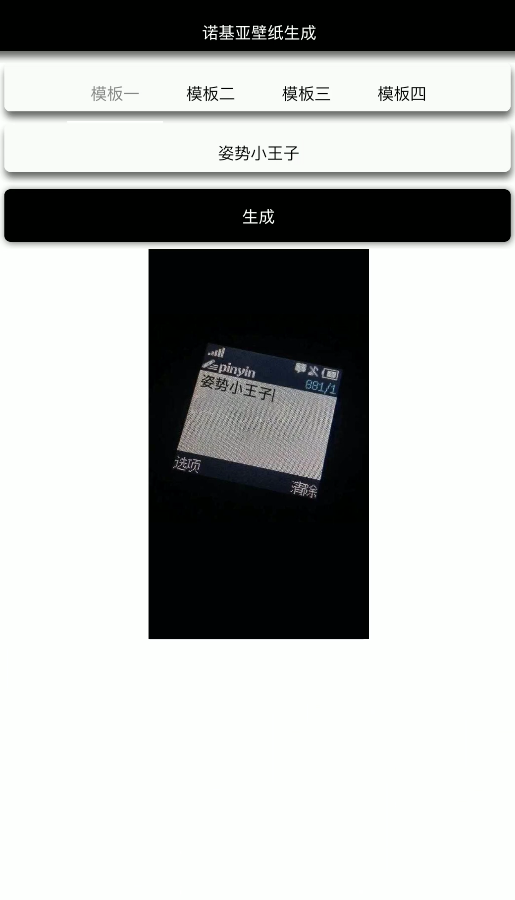 诺基亚壁纸生成
模板一 模板二 模板三 模板四
姿势小王子
生成
pinyin 881/1
姿势小王子
选项
清除